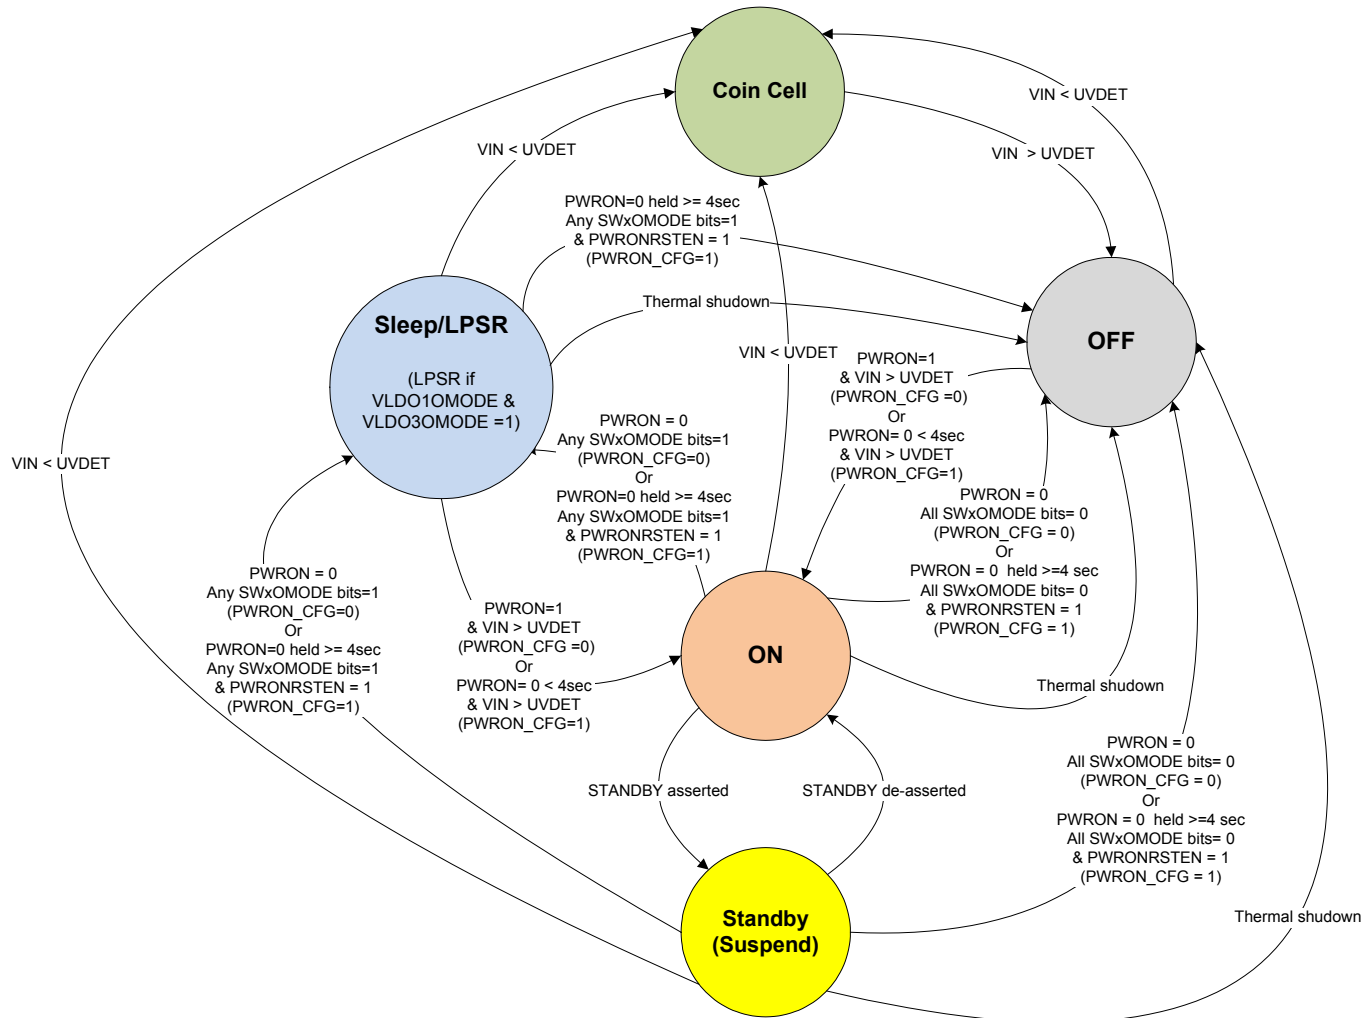 Coin Cell
VIN < UVDET
VIN < UVDET
VIN  > UVDET
PWRON=0 held >= 4sec
Any SWxOMODE bits=1
& PWRONRSTEN = 1
(PWRON_CFG=1)
Thermal shudown
Sleep/LPSR
(LPSR if
VLDO1OMODE &
VLDO3OMODE =1)
OFF
VIN < UVDET
PWRON=1
& VIN > UVDET
(PWRON_CFG =0)
Or
PWRON= 0 < 4sec
& VIN > UVDET
(PWRON_CFG=1)
PWRON = 0
Any SWxOMODE bits=1
(PWRON_CFG=0)
Or
PWRON=0 held >= 4sec
Any SWxOMODE bits=1
& PWRONRSTEN = 1
(PWRON_CFG=1)
VIN < UVDET
PWRON = 0
All SWxOMODE bits= 0
(PWRON_CFG = 0)
Or
PWRON = 0  held >=4 sec
All SWxOMODE bits= 0
& PWRONRSTEN = 1
(PWRON_CFG = 1)
PWRON = 0
Any SWxOMODE bits=1
(PWRON_CFG=0)
Or
PWRON=0 held >= 4sec
Any SWxOMODE bits=1
& PWRONRSTEN = 1
(PWRON_CFG=1)
PWRON=1
& VIN > UVDET
(PWRON_CFG =0)
Or
PWRON= 0 < 4sec
& VIN > UVDET
(PWRON_CFG=1)
ON
Thermal shudown
PWRON = 0
All SWxOMODE bits= 0
(PWRON_CFG = 0)
Or
PWRON = 0  held >=4 sec
All SWxOMODE bits= 0
& PWRONRSTEN = 1
(PWRON_CFG = 1)
STANDBY asserted
STANDBY de-asserted
Standby
(Suspend)
Thermal shudown